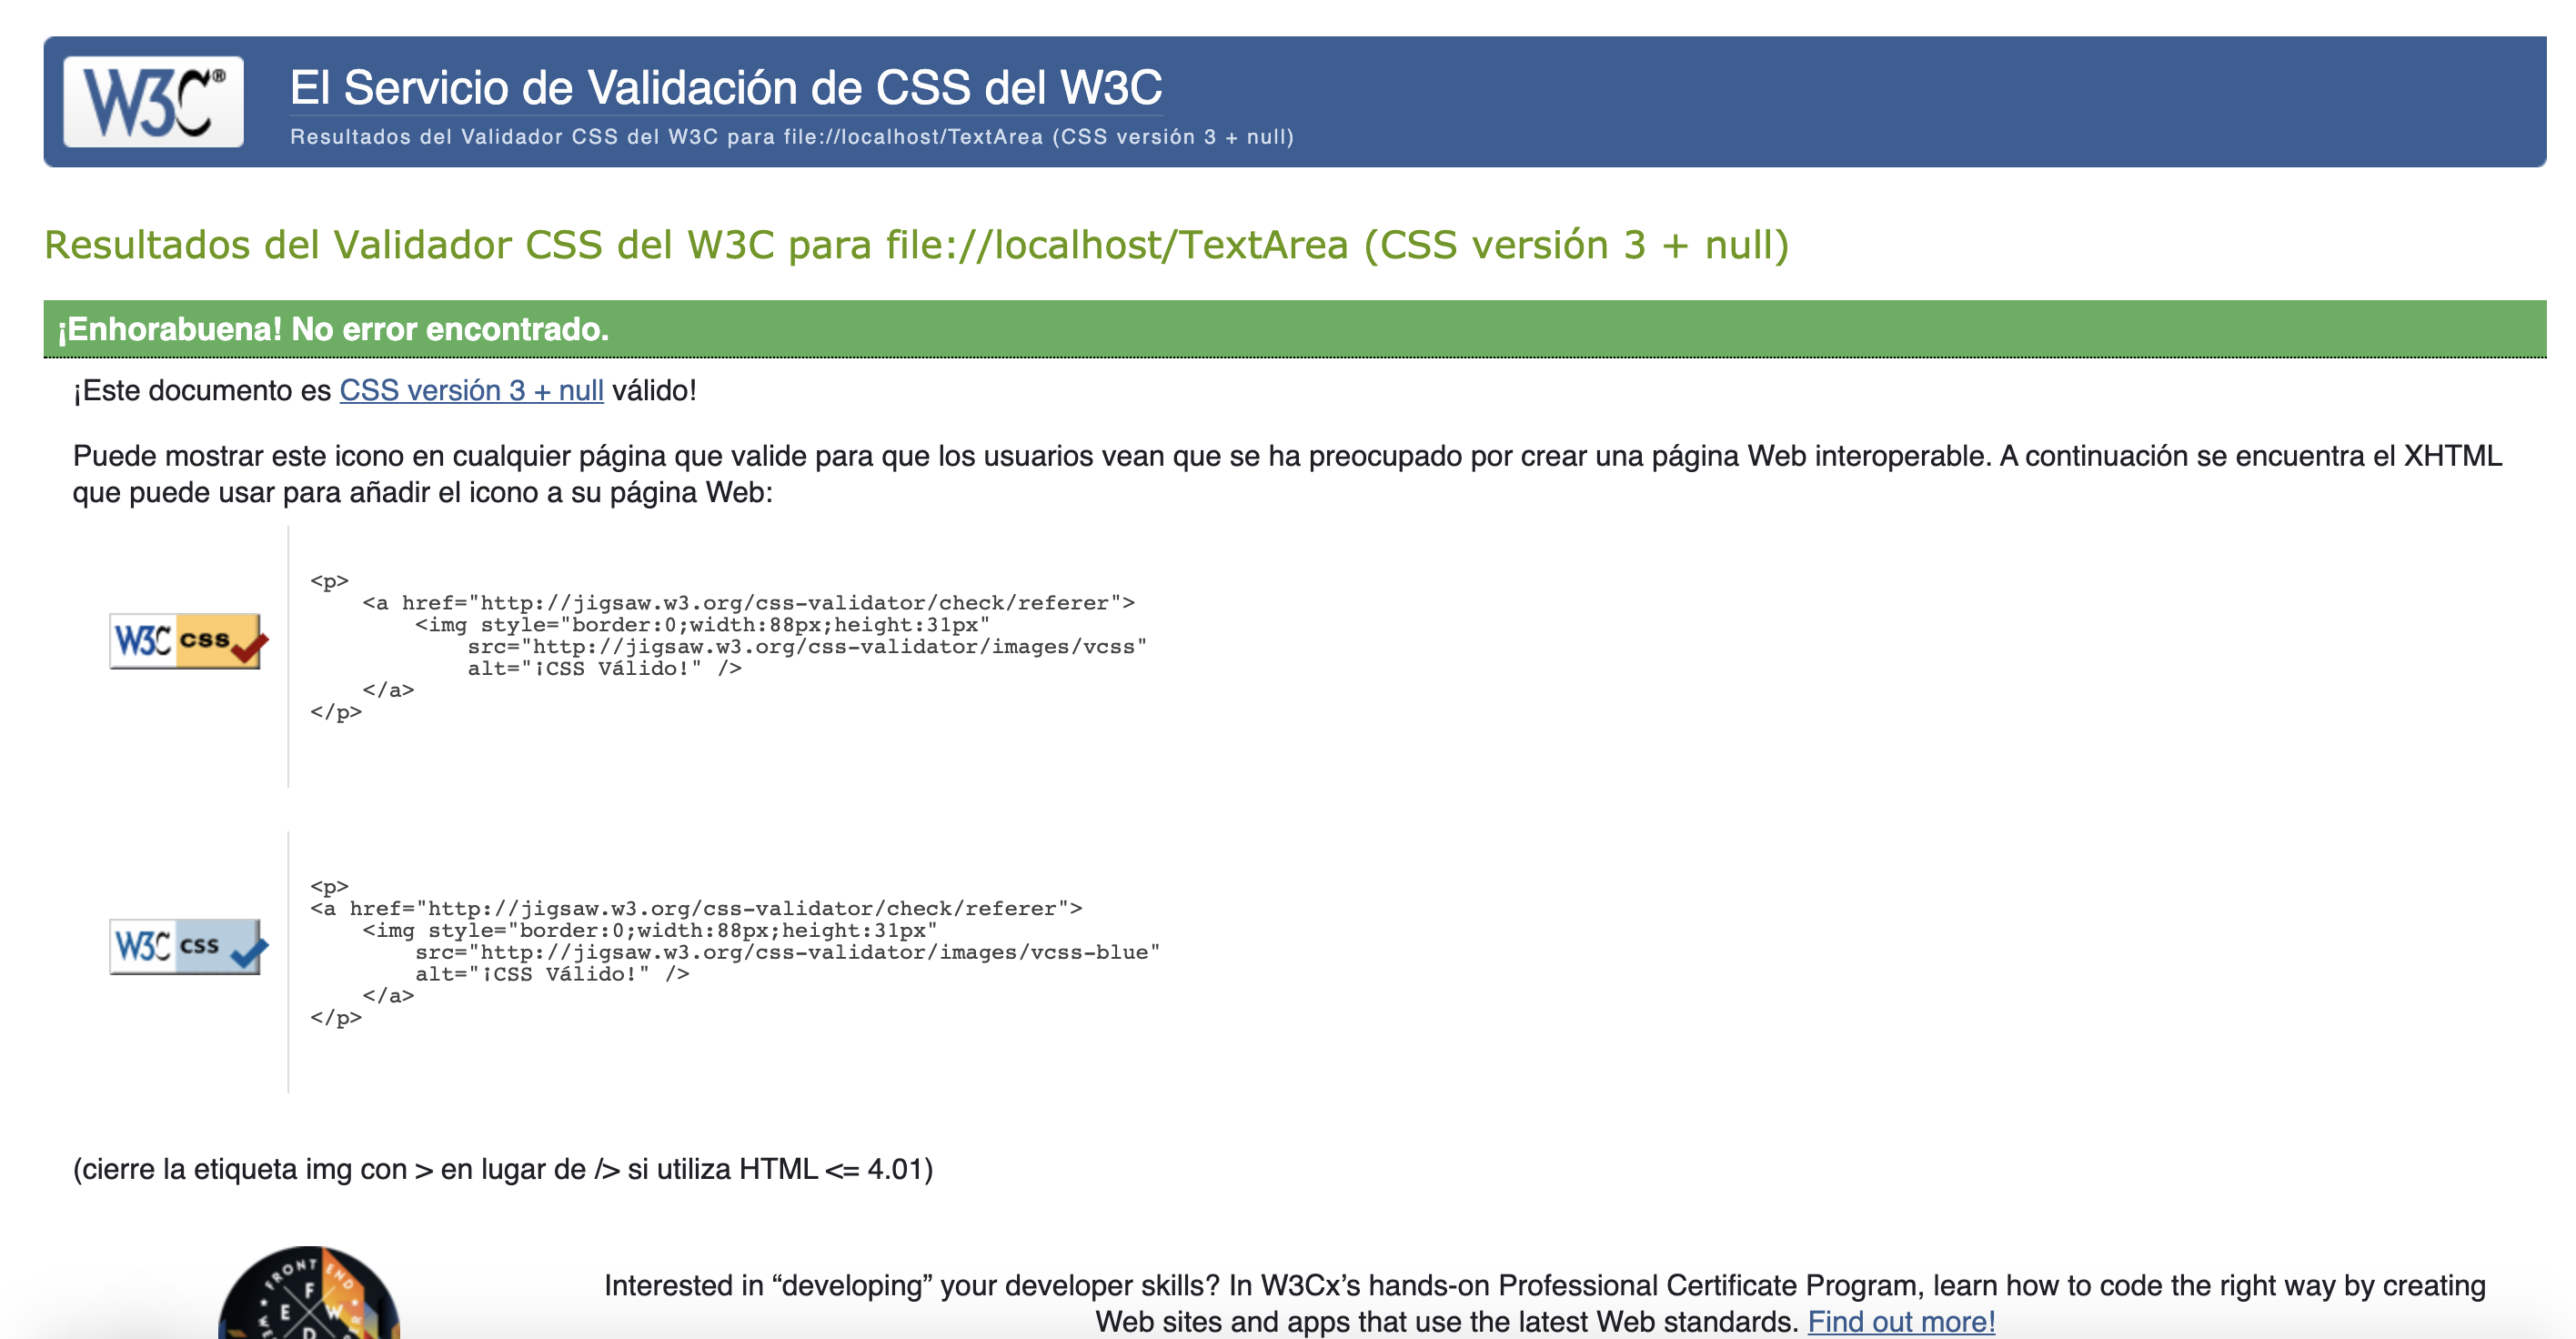 W3C®
El Servicio de Validación de CSS del W3C
Resultados del Validador CSS del W3C para file://localhost/TextArea (CSS versión 3 + null)
Resultados del Validador CSS del W3C para file://localhost/TextArea (CSS versión 3 + null)
¡Enhorabuena! No error encontrado.
¡Este documento es CSS versión 3 + null válido!
Puede mostrar este icono en cualquier página que valide para que los usuarios vean que se ha preocupado por crear una página Web interoperable. A continuación se encuentra el XHTML
que puede usar para añadir el icono a su página Web:
W3C css
<p>
    <a href="http://jigsaw.w3.org/css-validator/check/referer">
        <img style="border:0;width:88px;height:31px"
            src="http://jigsaw.w3.org/css-validator/images/vcss"
            alt="¡CSS Válido!" />
    </a>
</p>
W3C css
<p>
<a href="http://jigsaw.w3.org/css-validator/check/referer">
    <img style="border:0;width:88px;height:31px"
        src="http://jigsaw.w3.org/css-validator/images/vcss-blue"
        alt="¡CSS Válido!" />
    </a>
</p>
(cierre la etiqueta img con > en lugar de /> si utiliza HTML <= 4.01)
FRONT END
F
E W
D
Interested in “developing” your developer skills? In W3Cx’s hands-on Professional Certificate Program, learn how to code the right way by creating
Web sites and apps that use the latest Web standards. Find out more!